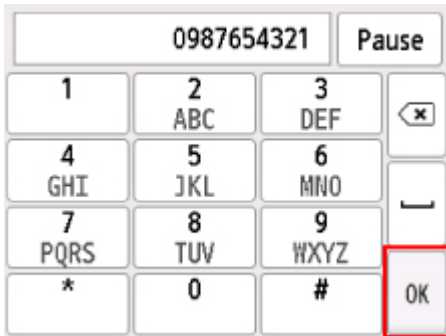 0987654321 Pause
1 2 3
ABC DEF
4 5 6
GHI JKL MNO
7 8 9
PQRS TUV WXYZ
* 0 # OK